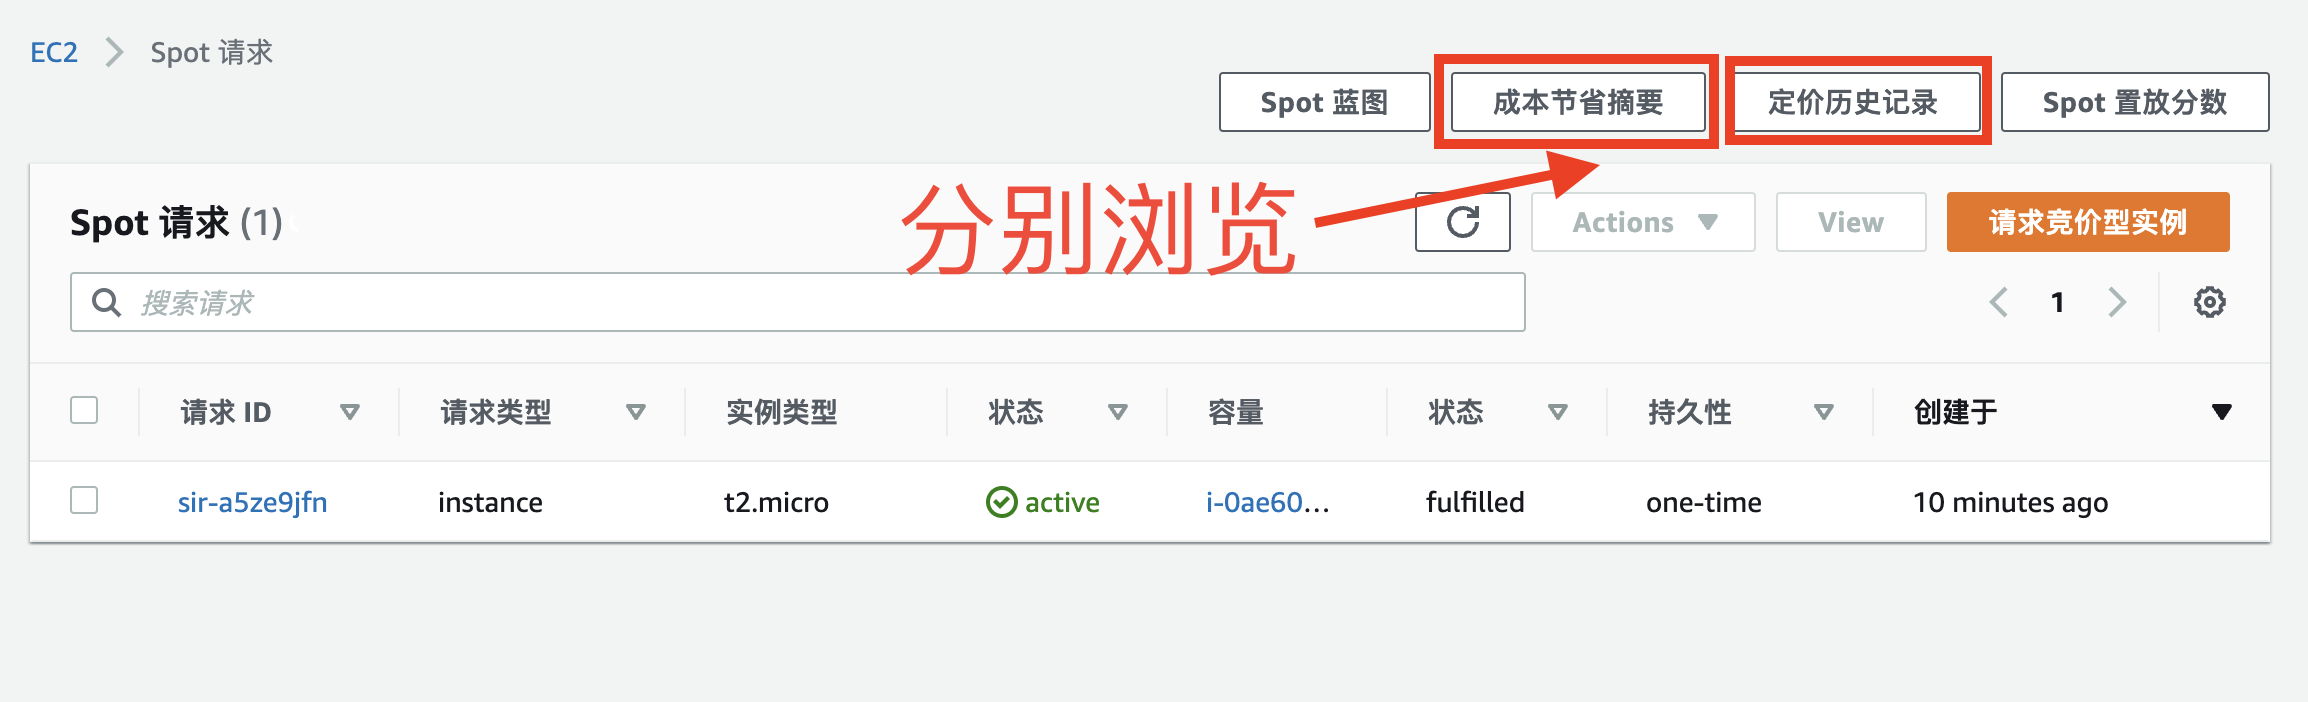 EC2 Spot 请求
Spot 蓝图 成本节省摘要 定价历史记录 Spot 置放分数
Spot 请求 (1) 分别浏览 Actions View 请求竞价型实例
搜索请求 1
请求 ID 请求类型 实例类型 状态 容量 状态 持久性 创建于
sir-a5ze9jfn instance t2.micro active i-0ae60... fulfilled one-time 10 minutes ago